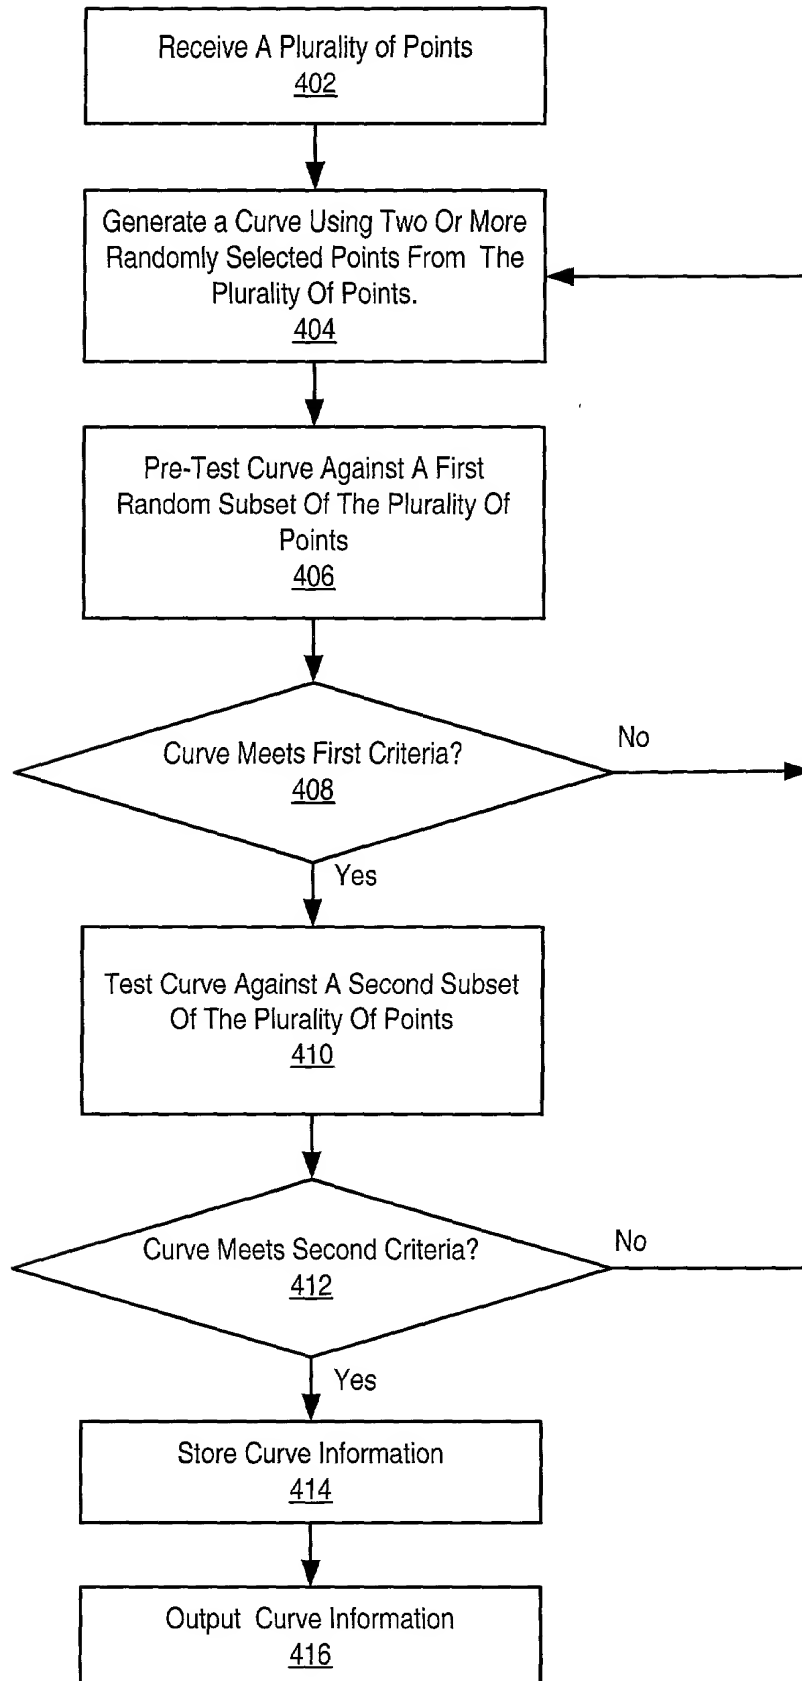 Receive A Plurality of Points
402
Generate a Curve Using Two Or More
Randomly Selected Points From The
Plurality Of Points.
404
Pre-Test Curve Against A First
Random Subset Of The Plurality Of
Points
406
Curve Meets First Criteria?
408
No
Yes
Test Curve Against A Second Subset
Of The Plurality Of Points
410
Curve Meets Second Criteria?
412
No
Yes
Store Curve Information
414
Output Curve Information
416